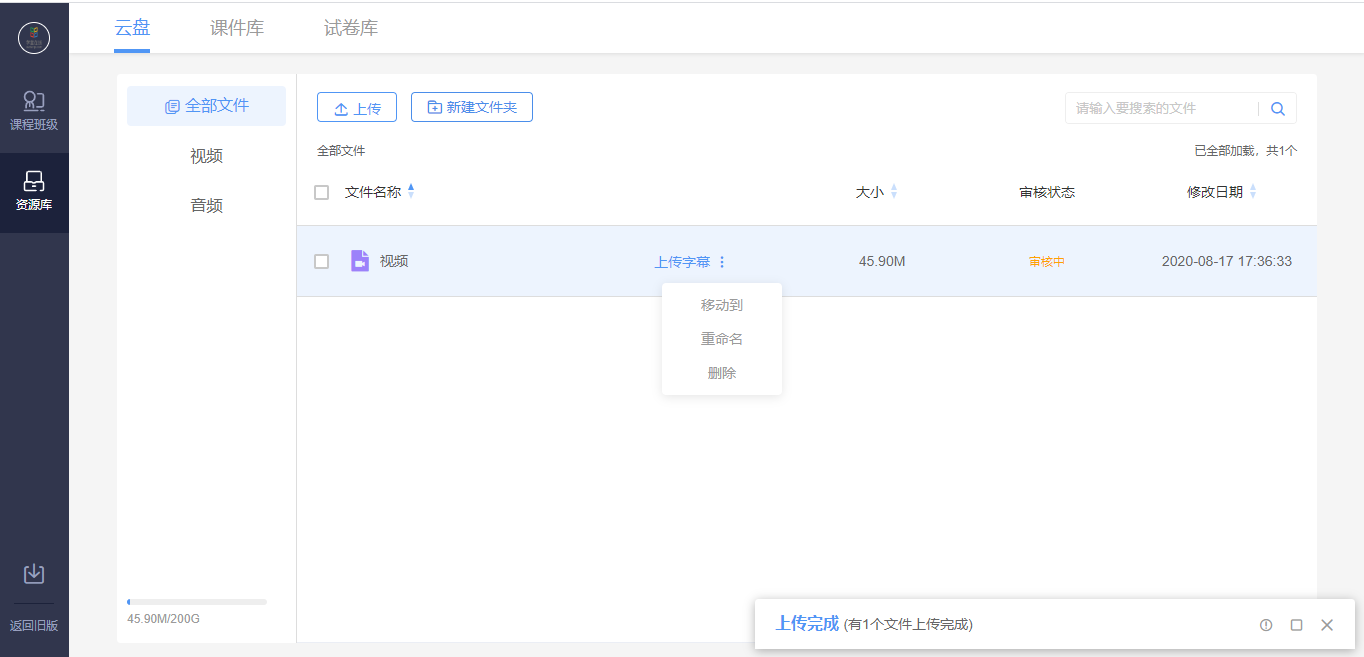 云盘 课件库 试卷库
课程班级
资源库
返回旧版
全部文件
视频
音频
45.90M/200G
上传 新建文件夹 请输入要搜索的文件
全部文件 已全部加载，共1个
文件名称 大小 审核状态 修改日期
视频 上传字幕 45.90M 审核中 2020-08-17 17:36:33
移动到
重命名
删除
上传完成 (有1个文件上传完成)